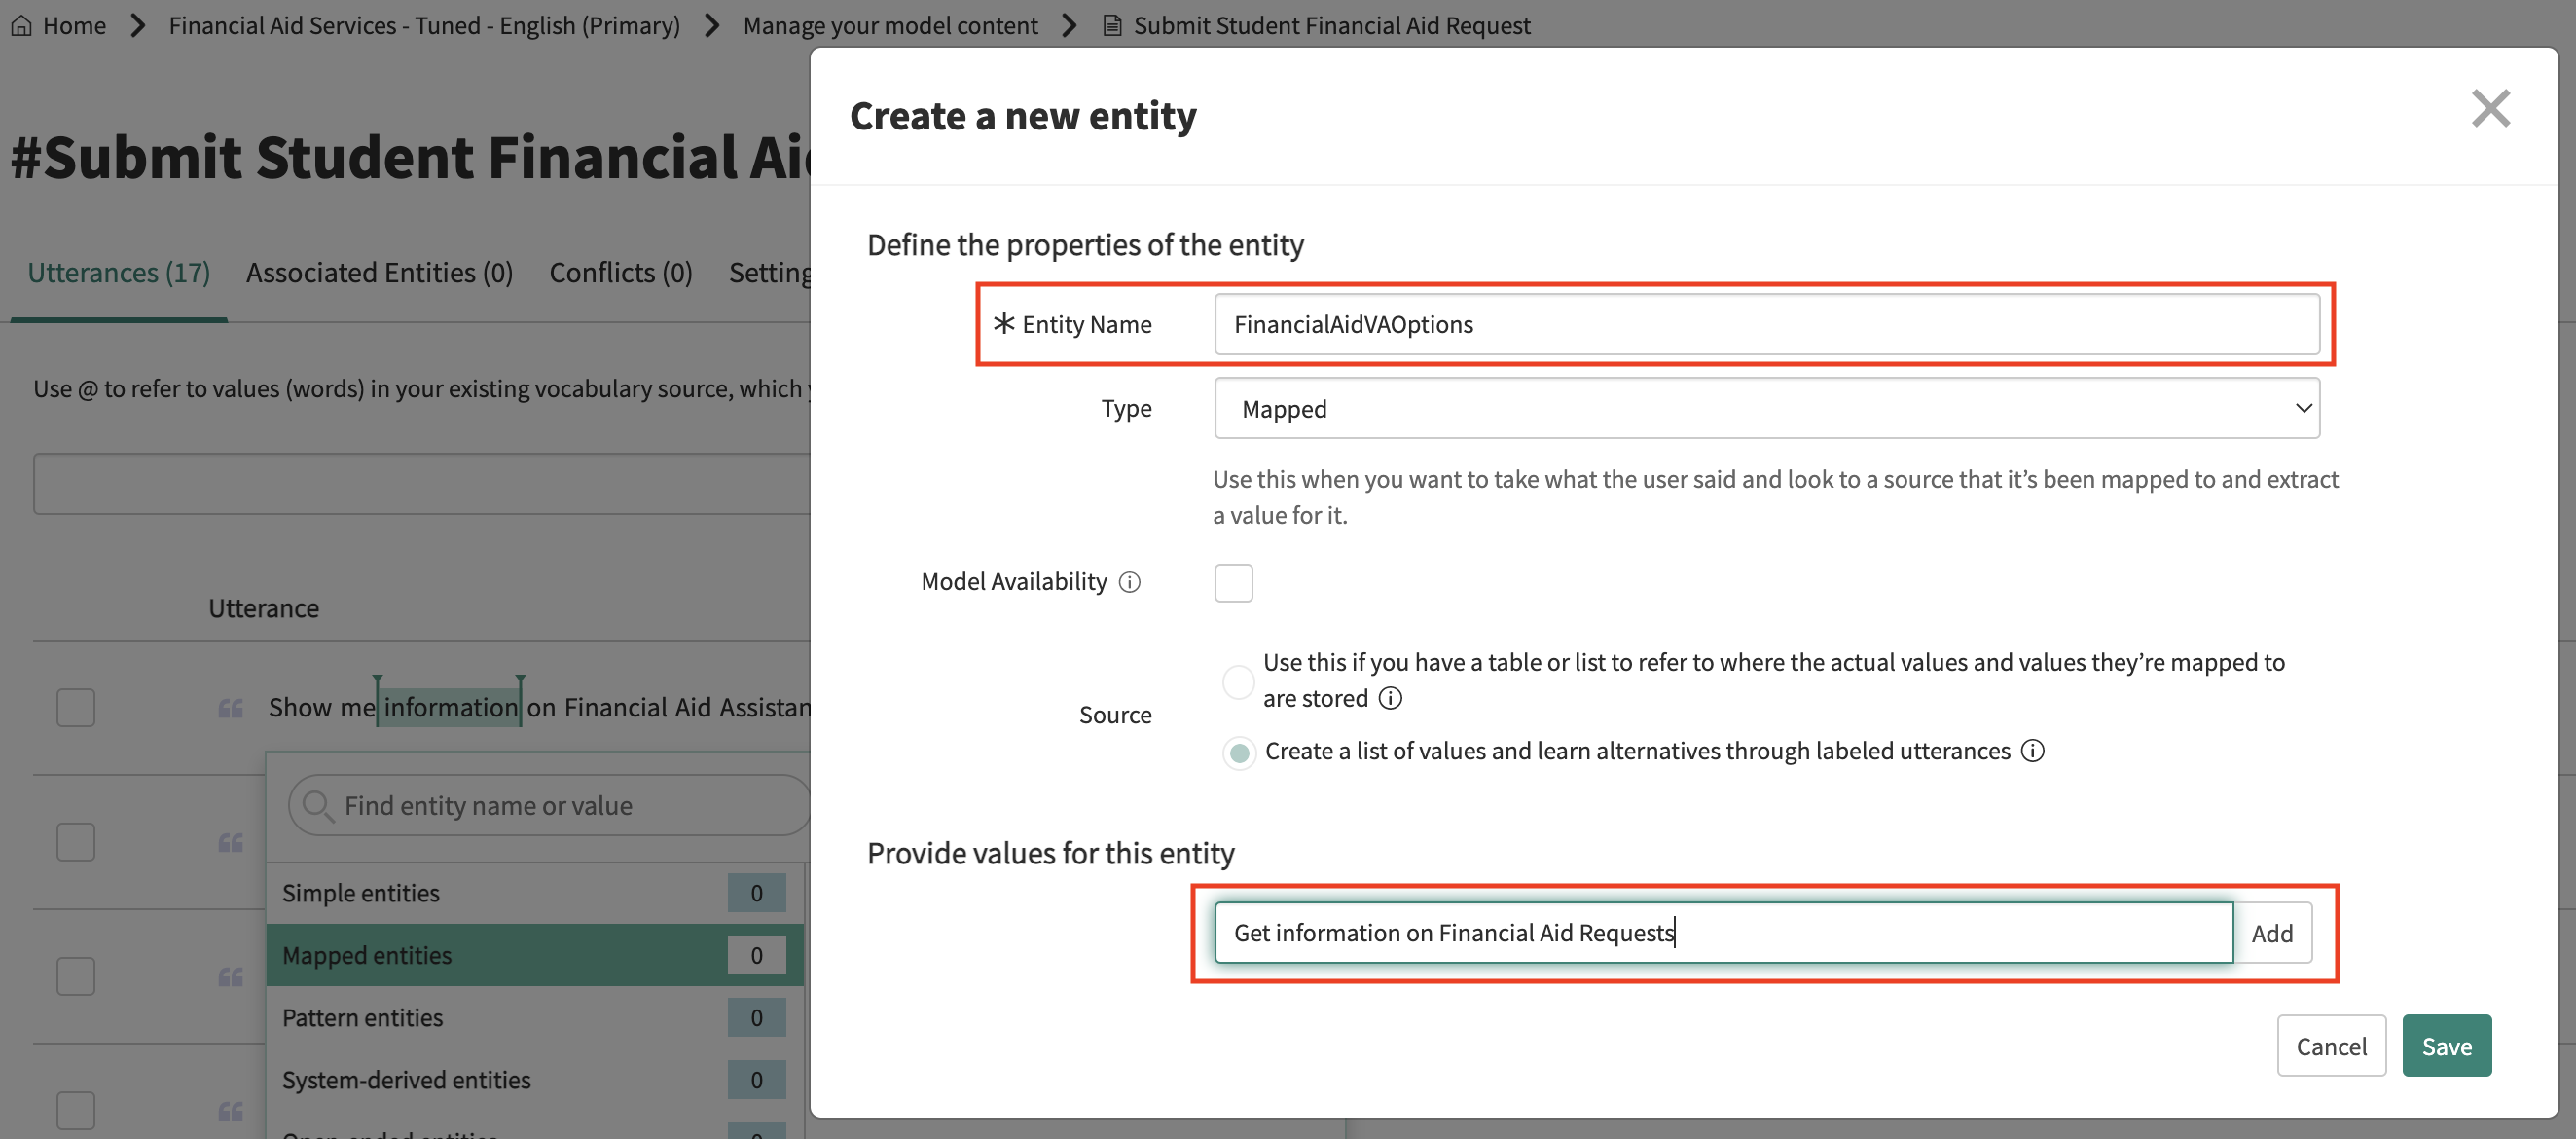 Home > Financial Aid Services - Tuned - English (Primary) > Manage your model content > Submit Student Financial Aid Request
#Submit Student Financial Aid
Utterances (17) Associated Entities (0) Conflicts (0) Setting
Use @ to refer to values (words) in your existing vocabulary source, which
Utterance
Show me information on Financial Aid Assistan
Find entity name or value
Simple entities 0
Mapped entities 0
Pattern entities 0
System-derived entities 0
Create a new entity
Define the properties of the entity
* Entity Name FinancialAidVAOptions
Type Mapped
Use this when you want to take what the user said and look to a source that it’s been mapped to and extract
a value for it.
Model Availability
Source
Use this if you have a table or list to refer to where the actual values and values they’re mapped to
are stored
Create a list of values and learn alternatives through labeled utterances
Provide values for this entity
Get information on Financial Aid Requests Add
Cancel Save